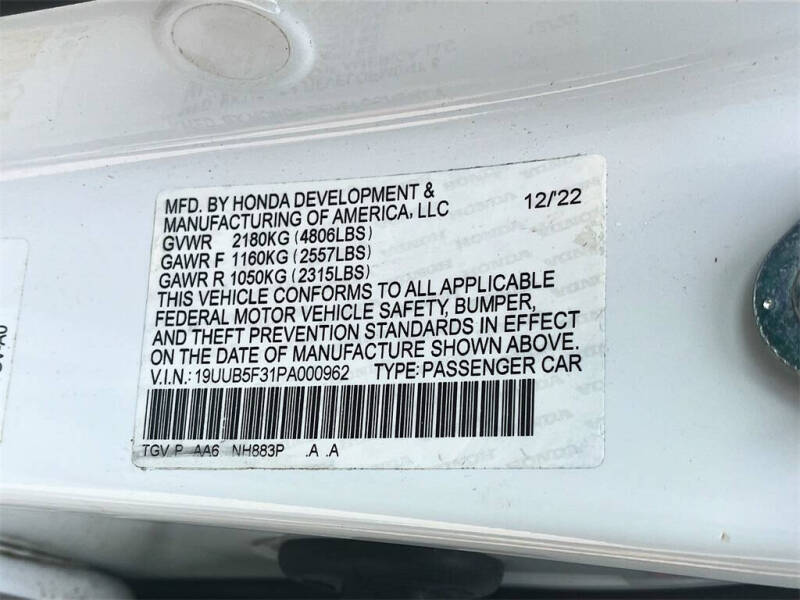 MFD. BY HONDA DEVELOPMENT &
MANUFACTURING OF AMERICA, LLC 12/'22
GVWR 2180KG (4806LBS)
GAWR F 1160KG (2557LBS)
GAWR R 1050KG (2315LBS)
THIS VEHICLE CONFORMS TO ALL APPLICABLE
FEDERAL MOTOR VEHICLE SAFETY, BUMPER,
AND THEFT PREVENTION STANDARDS IN EFFECT
ON THE DATE OF MANUFACTURE SHOWN ABOVE.
V.I.N.: 19UUB5F31PA000962 TYPE: PASSENGER CAR
TGV P AA6 NH883P .A .A